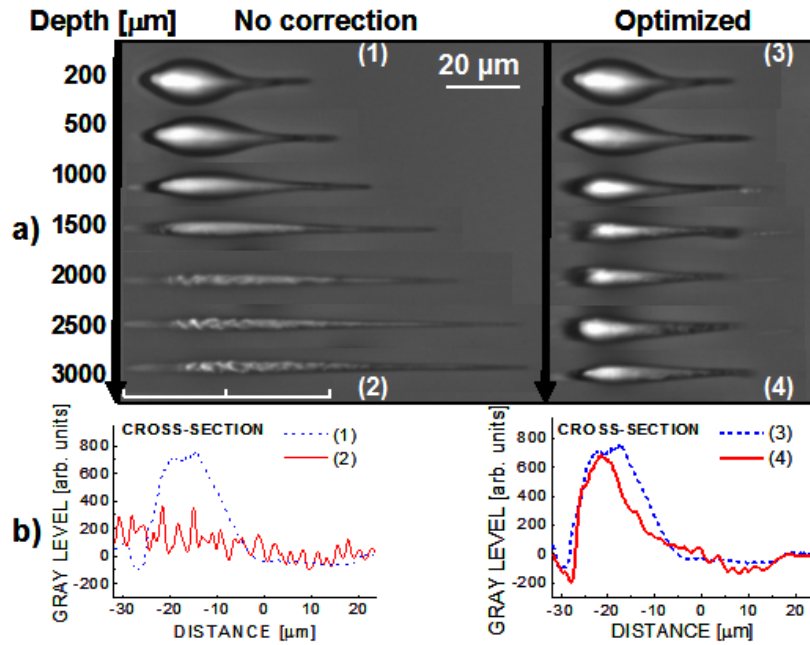 Depth [µm] No correction Optimized
(1) (3)
20 µm
200
500
1000
a) 1500
2000
2500
3000
(2) (4)
b)
CROSS-SECTION
(1)
(2)
GRAY LEVEL [arb. units]
800
600
400
200
0
-200
-30 -20 -10 0 10 20
DISTANCE [µm]
CROSS-SECTION
(3)
(4)
GRAY LEVEL [arb. units]
800
600
400
200
0
-200
-30 -20 -10 0 10 20
DISTANCE [µm]